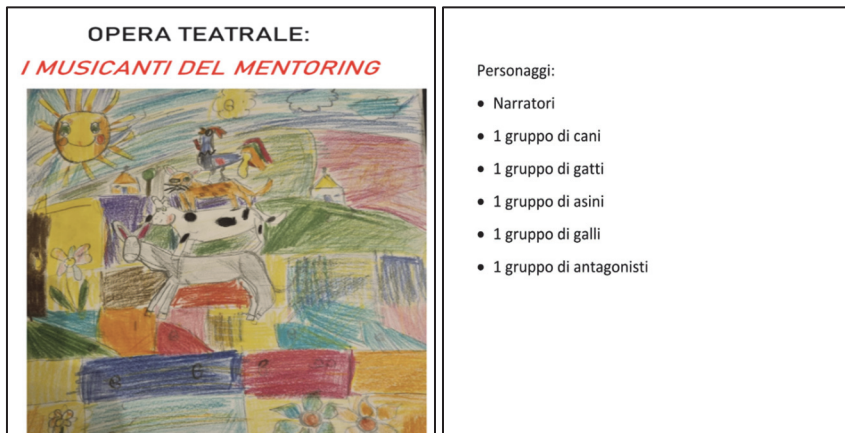 OPERA TEATRALE:
I MUSICANTI DEL MENTORING
Personaggi:
• Narratori
• 1 gruppo di cani
• 1 gruppo di gatti
• 1 gruppo di asini
• 1 gruppo di galli
• 1 gruppo di antagonisti